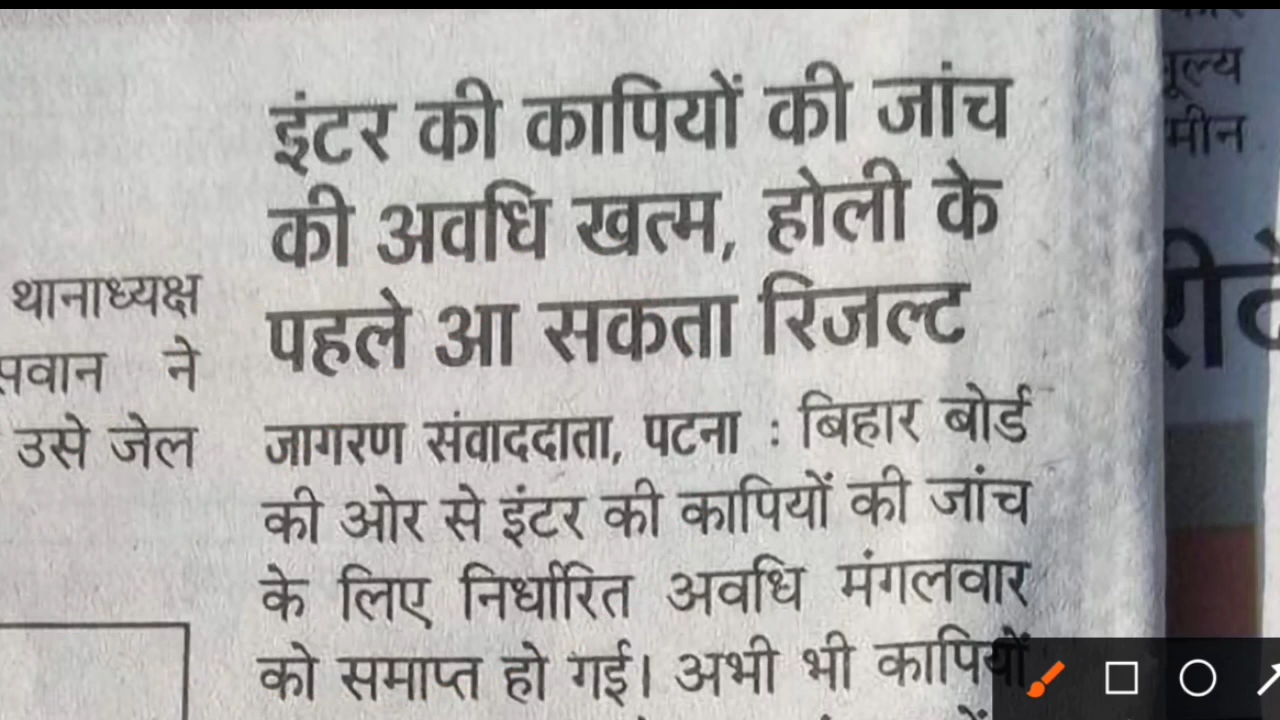 इंटर की कापियों की जांच
की अवधि खत्म, होली के
पहले आ सकता रिजल्ट
जागरण संवाददाता, पटना : बिहार बोर्ड
की ओर से इंटर की कापियों की जांच
के लिए निर्धारित अवधि मंगलवार
को समाप्त हो गई। अभी भी कापियों
थानाध्यक्ष
ने
उसे जेल
मीन